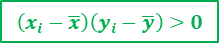 (xᵢ − x̅)(yᵢ − y̅) > 0